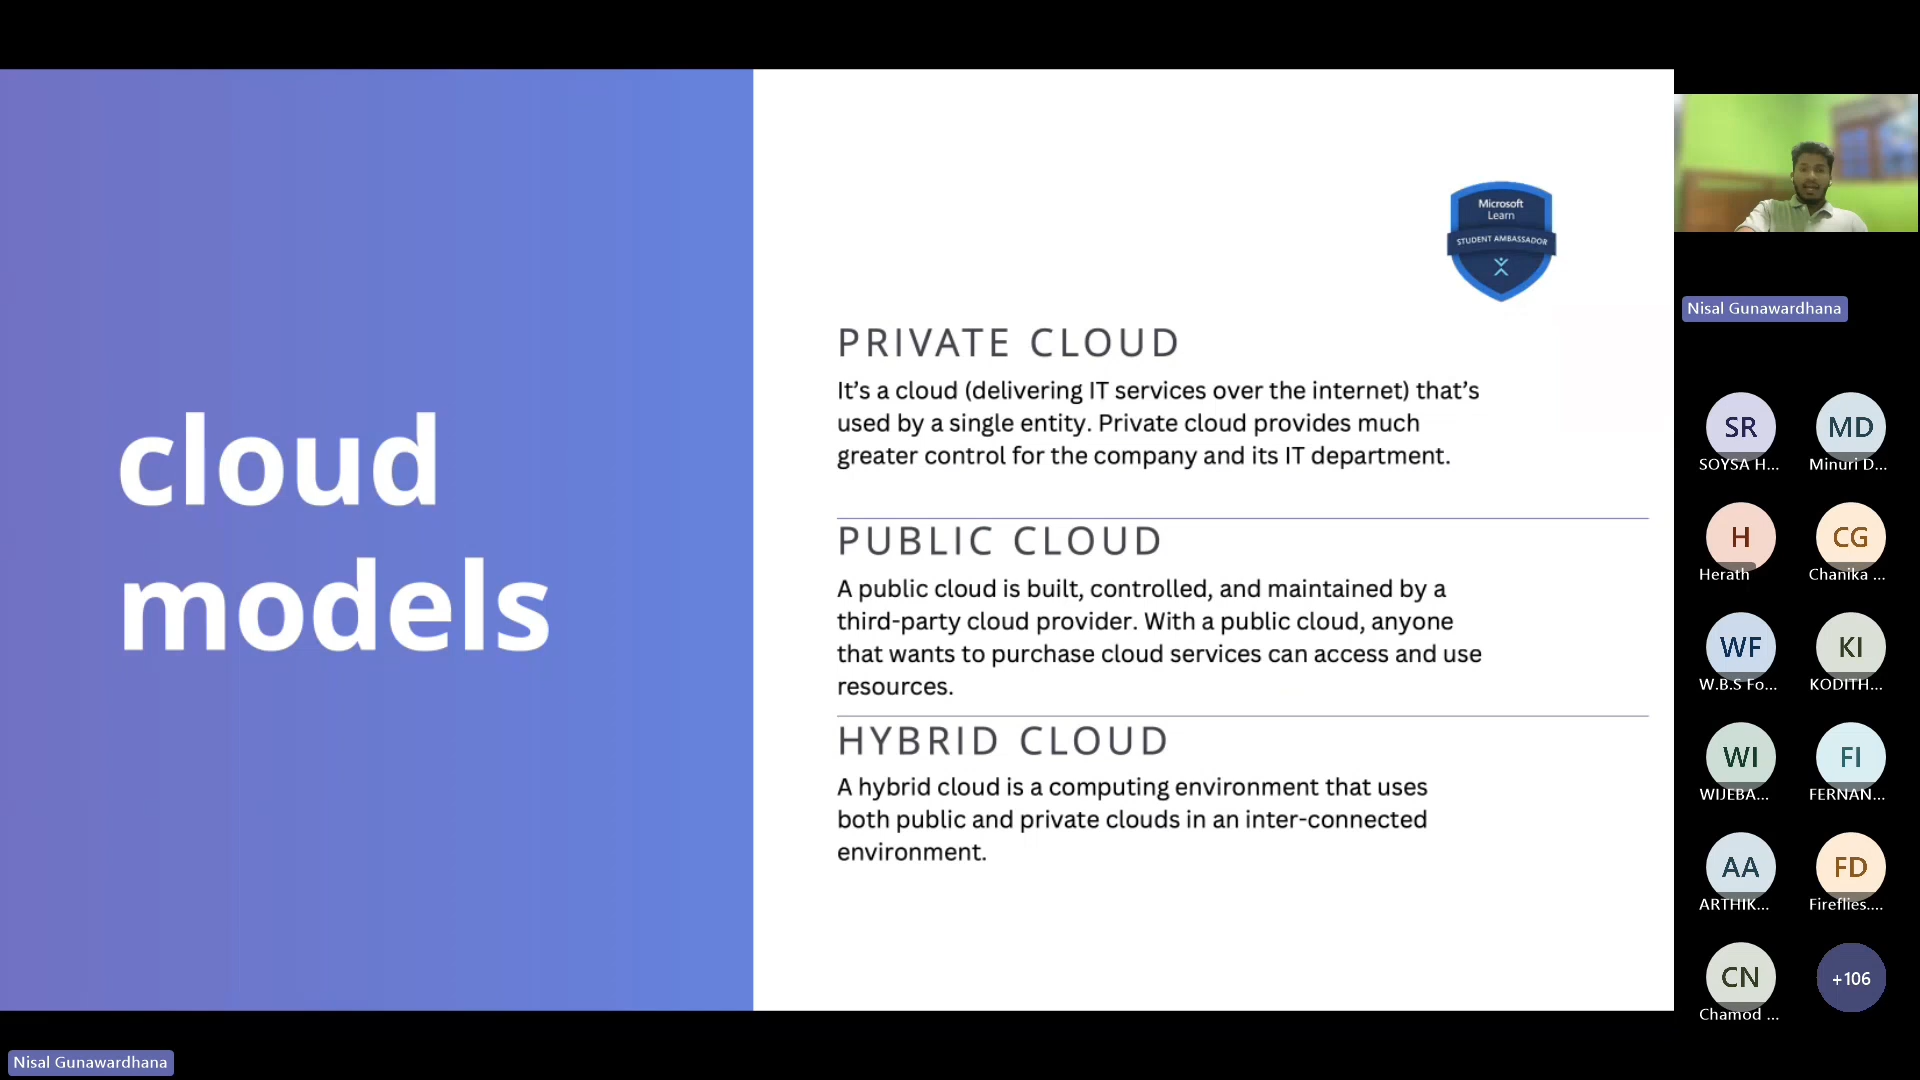 cloud
models
Microsoft
Learn
STUDENT AMBASSADOR
PRIVATE CLOUD
It’s a cloud (delivering IT services over the internet) that’s
used by a single entity. Private cloud provides much
greater control for the company and its IT department.
PUBLIC CLOUD
A public cloud is built, controlled, and maintained by a
third-party cloud provider. With a public cloud, anyone
that wants to purchase cloud services can access and use
resources.
HYBRID CLOUD
A hybrid cloud is a computing environment that uses
both public and private clouds in an inter-connected
environment.
Nisal Gunawardhana
SR MD
SOYSA H... Minuri D...
H CG
Herath Chanika ...
WF KI
W.B.S Fo... KODITH...
WI FI
WIJEBA... FERNAN...
AA FD
ARTHIK... Fireflies....
CN +106
Chamod ...
Nisal Gunawardhana